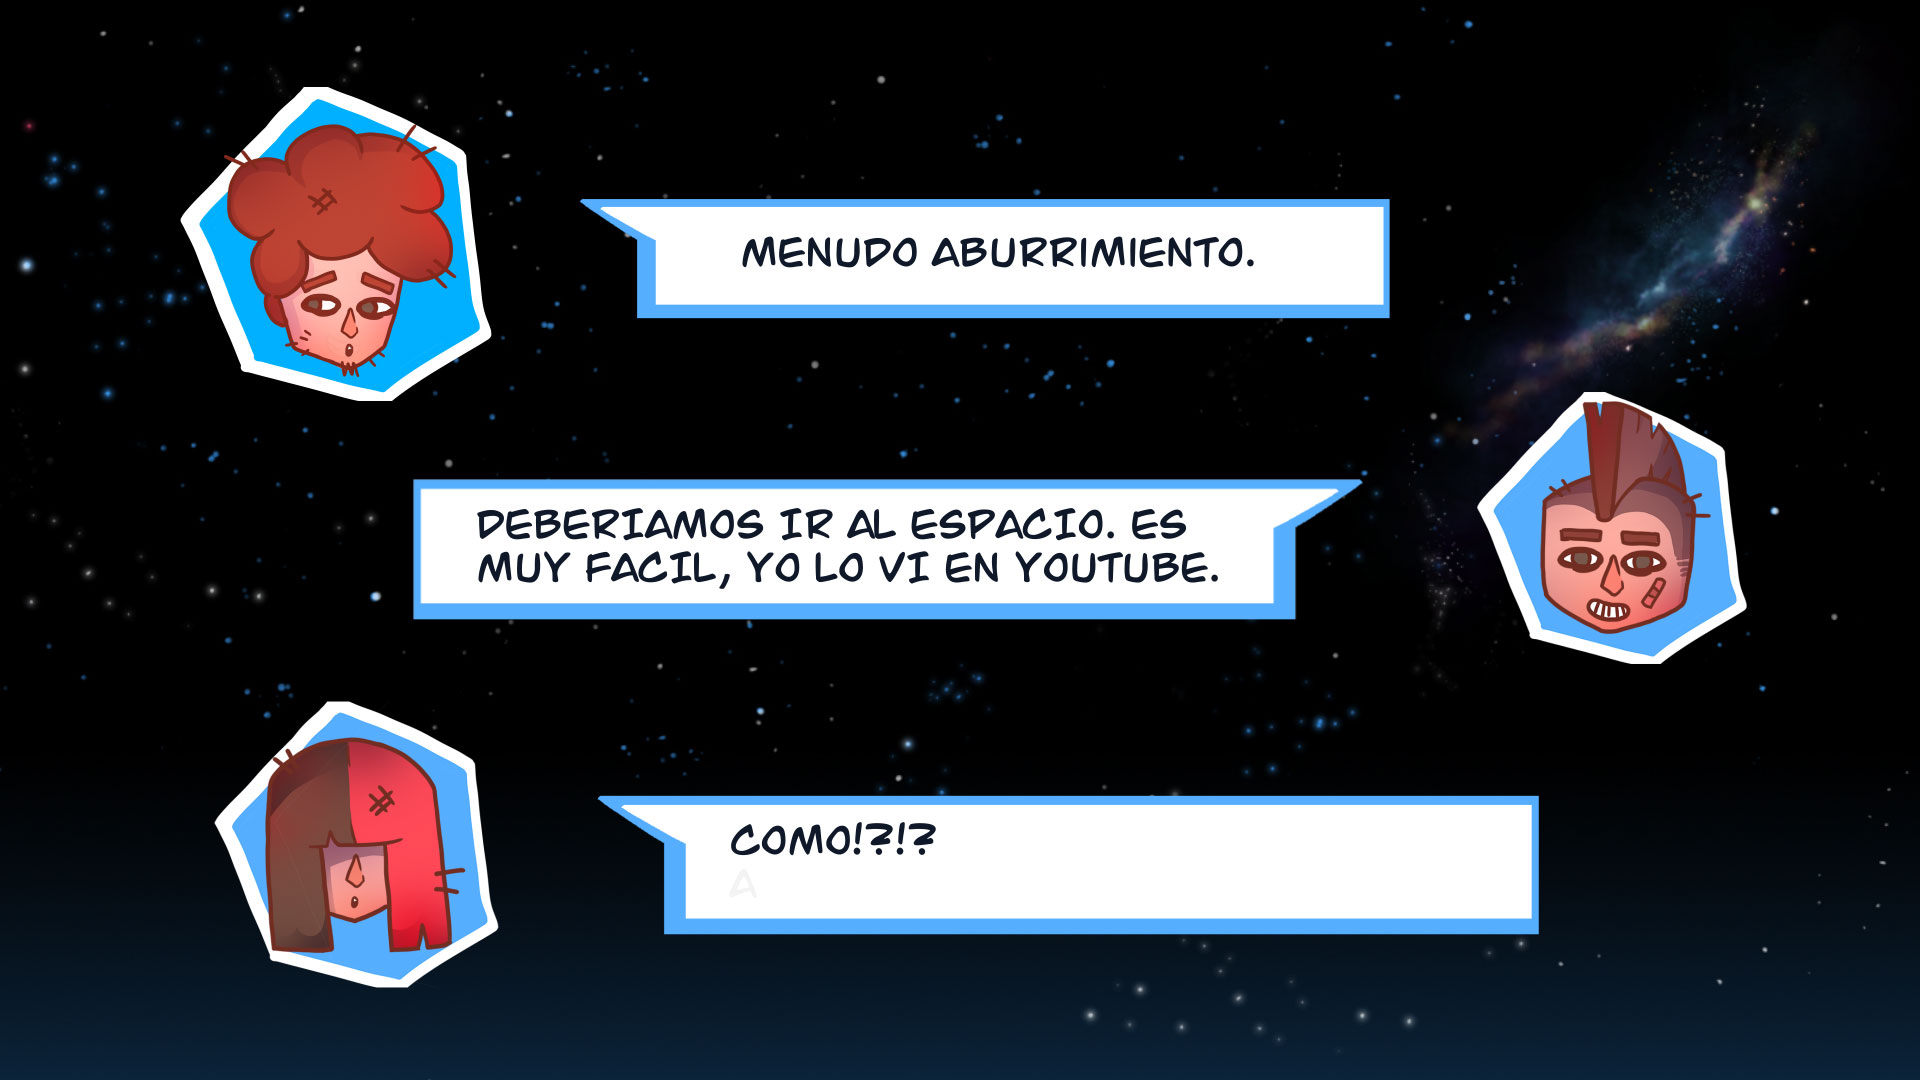 MENUDO ABURRIMIENTO.
DEBERIAMOS IR AL ESPACIO. ES
MUY FACIL, YO LO VI EN YOUTUBE.
COMO!?!?
A